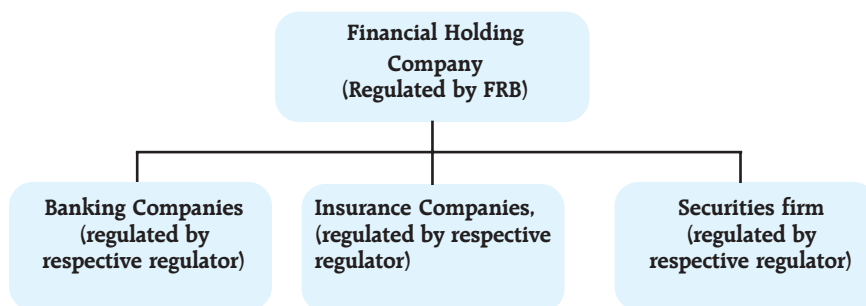 Financial Holding
Company
(Regulated by FRB)
Banking Companies
(regulated by
respective regulator)
Insurance Companies,
(regulated by respective
regulator)
Securities firm
(regulated by
respective regulator)